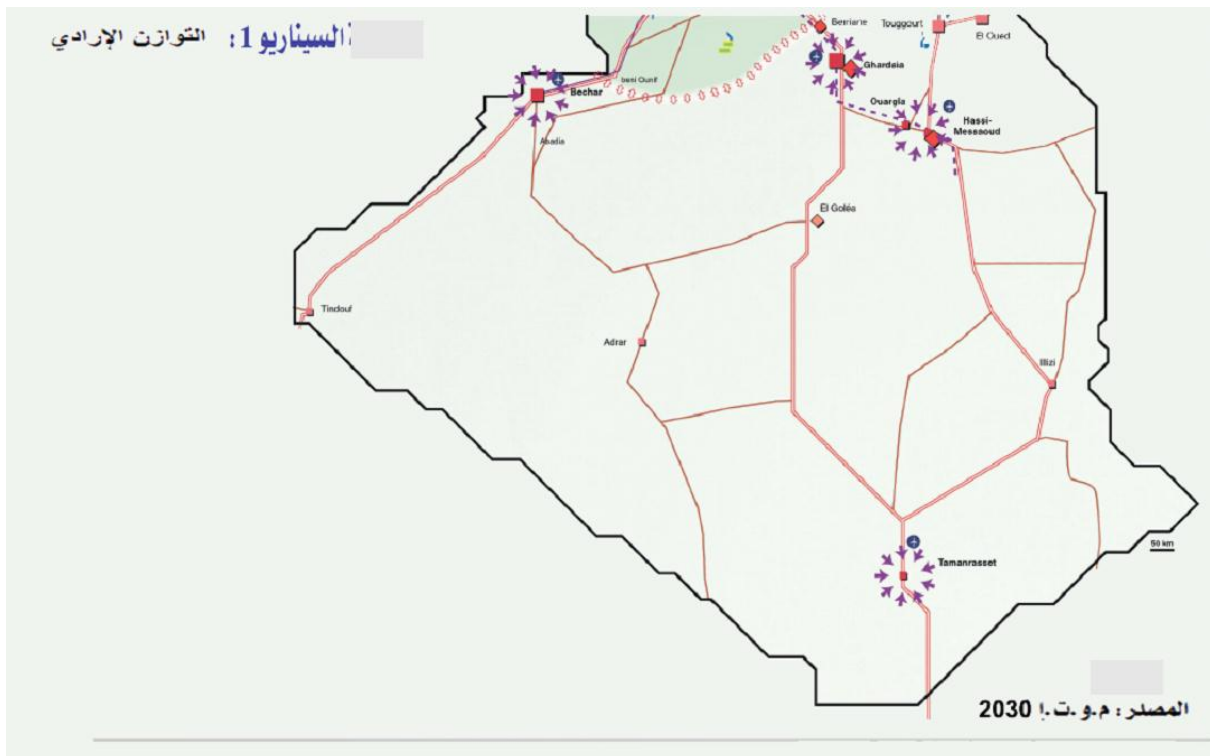 السيناريو 1: التوازن الإرادي
Berriane
Touggourt
El Oued
Ghardaia
beni Ounif
Bechar
Ouargla
Hassi-
Messaoud
Abadla
El Goléa
Tindouf
Adrar
Illizi
50 km
Tamanrasset
المصدر: م.و.ت.إ 2030